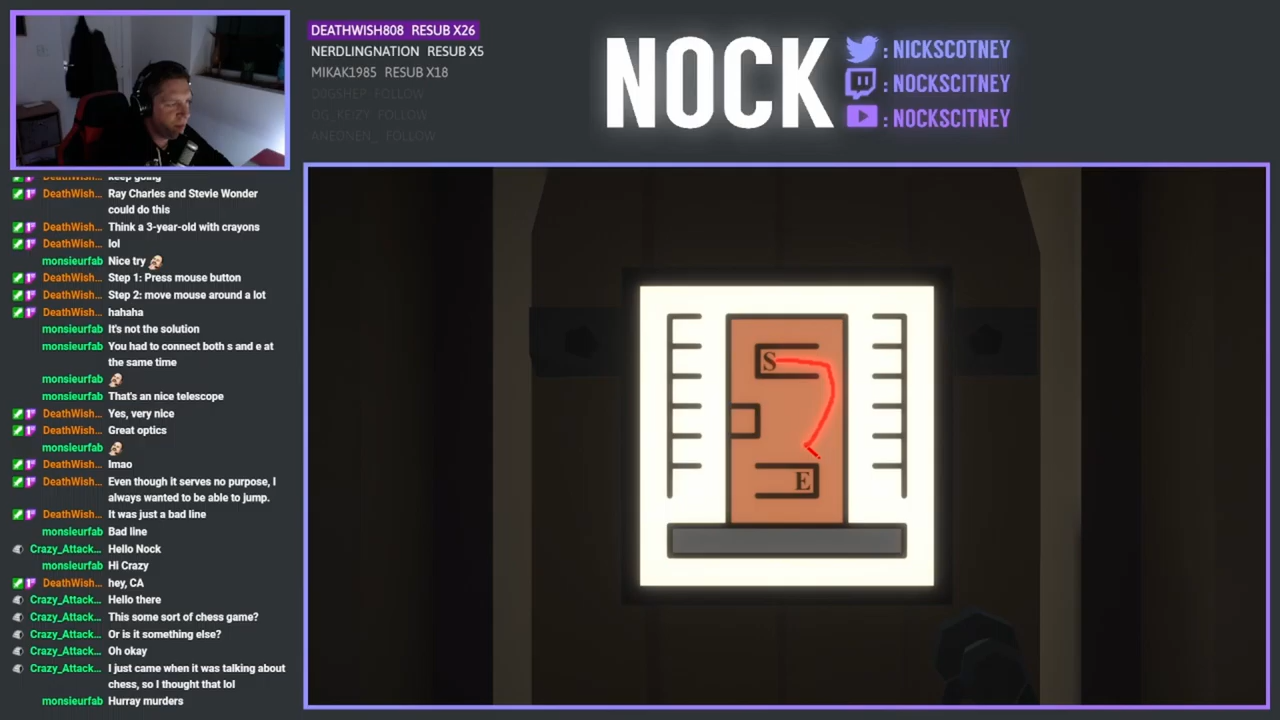 DEATHWISH808 RESUB X26
NERDLINGNATION RESUB X5
MIKAK1985 RESUB X18
FOLLOW
FOLLOW
FOLLOW
NOCK
: NICKSCOTNEY
: NOCKSCITNEY
: NOCKSCITNEY
keep going
DeathWish... Ray Charles and Stevie Wonder
could do this
DeathWish... Think a 3-year-old with crayons
DeathWish... lol
monsieurfab Nice try
DeathWish... Step 1: Press mouse button
DeathWish... Step 2: move mouse around a lot
DeathWish... hahaha
monsieurfab It's not the solution
monsieurfab You had to connect both s and e at
the same time
monsieurfab
monsieurfab That's an nice telescope
DeathWish... Yes, very nice
DeathWish... Great optics
monsieurfab
DeathWish... lmao
DeathWish... Even though it serves no purpose, I
always wanted to be able to jump.
DeathWish... It was just a bad line
monsieurfab Bad line
Crazy_Attack... Hello Nock
monsieurfab Hi Crazy
DeathWish... hey, CA
Crazy_Attack... Hello there
Crazy_Attack... This some sort of chess game?
Crazy_Attack... Or is it something else?
Crazy_Attack... Oh okay
Crazy_Attack... I just came when it was talking about
chess, so I thought that lol
monsieurfab Hurray murders
S
E